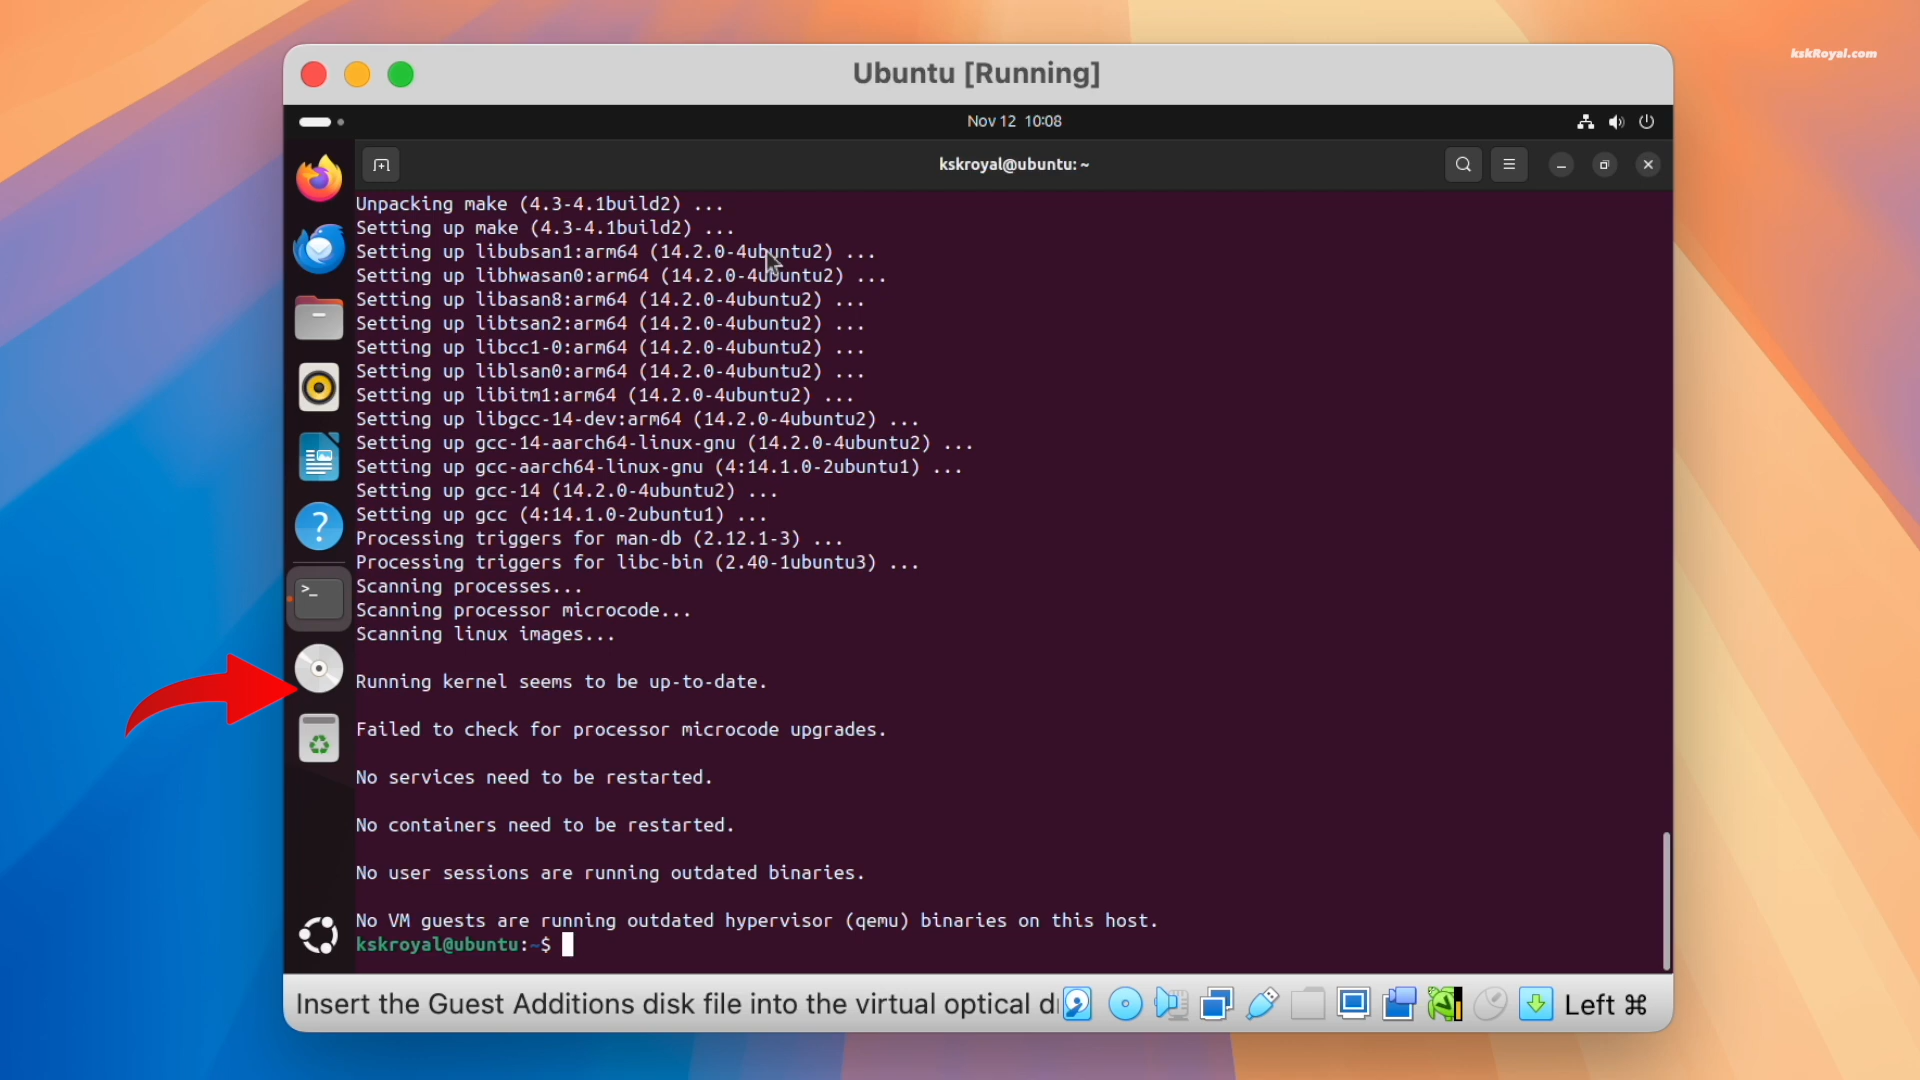 kskRoyal.com
Ubuntu [Running]
Nov 12 10:08
kskroyal@ubuntu: ~
Unpacking make (4.3-4.1build2) ...
Setting up make (4.3-4.1build2) ...
Setting up libubsan1:arm64 (14.2.0-4ubuntu2) ...
Setting up libhwasan0:arm64 (14.2.0-4ubuntu2) ...
Setting up libasan8:arm64 (14.2.0-4ubuntu2) ...
Setting up libtsan2:arm64 (14.2.0-4ubuntu2) ...
Setting up libcc1-0:arm64 (14.2.0-4ubuntu2) ...
Setting up liblsan0:arm64 (14.2.0-4ubuntu2) ...
Setting up libitm1:arm64 (14.2.0-4ubuntu2) ...
Setting up libgcc-14-dev:arm64 (14.2.0-4ubuntu2) ...
Setting up gcc-14-aarch64-linux-gnu (14.2.0-4ubuntu2) ...
Setting up gcc-aarch64-linux-gnu (4:14.1.0-2ubuntu1) ...
Setting up gcc-14 (14.2.0-4ubuntu2) ...
Setting up gcc (4:14.1.0-2ubuntu1) ...
Processing triggers for man-db (2.12.1-3) ...
Processing triggers for libc-bin (2.40-1ubuntu3) ...
Scanning processes...
Scanning processor microcode...
Scanning linux images...
Running kernel seems to be up-to-date.
Failed to check for processor microcode upgrades.
No services need to be restarted.
No containers need to be restarted.
No user sessions are running outdated binaries.
No VM guests are running outdated hypervisor (qemu) binaries on this host.
kskroyal@ubuntu:~$
Insert the Guest Additions disk file into the virtual optical d
Left ⌘